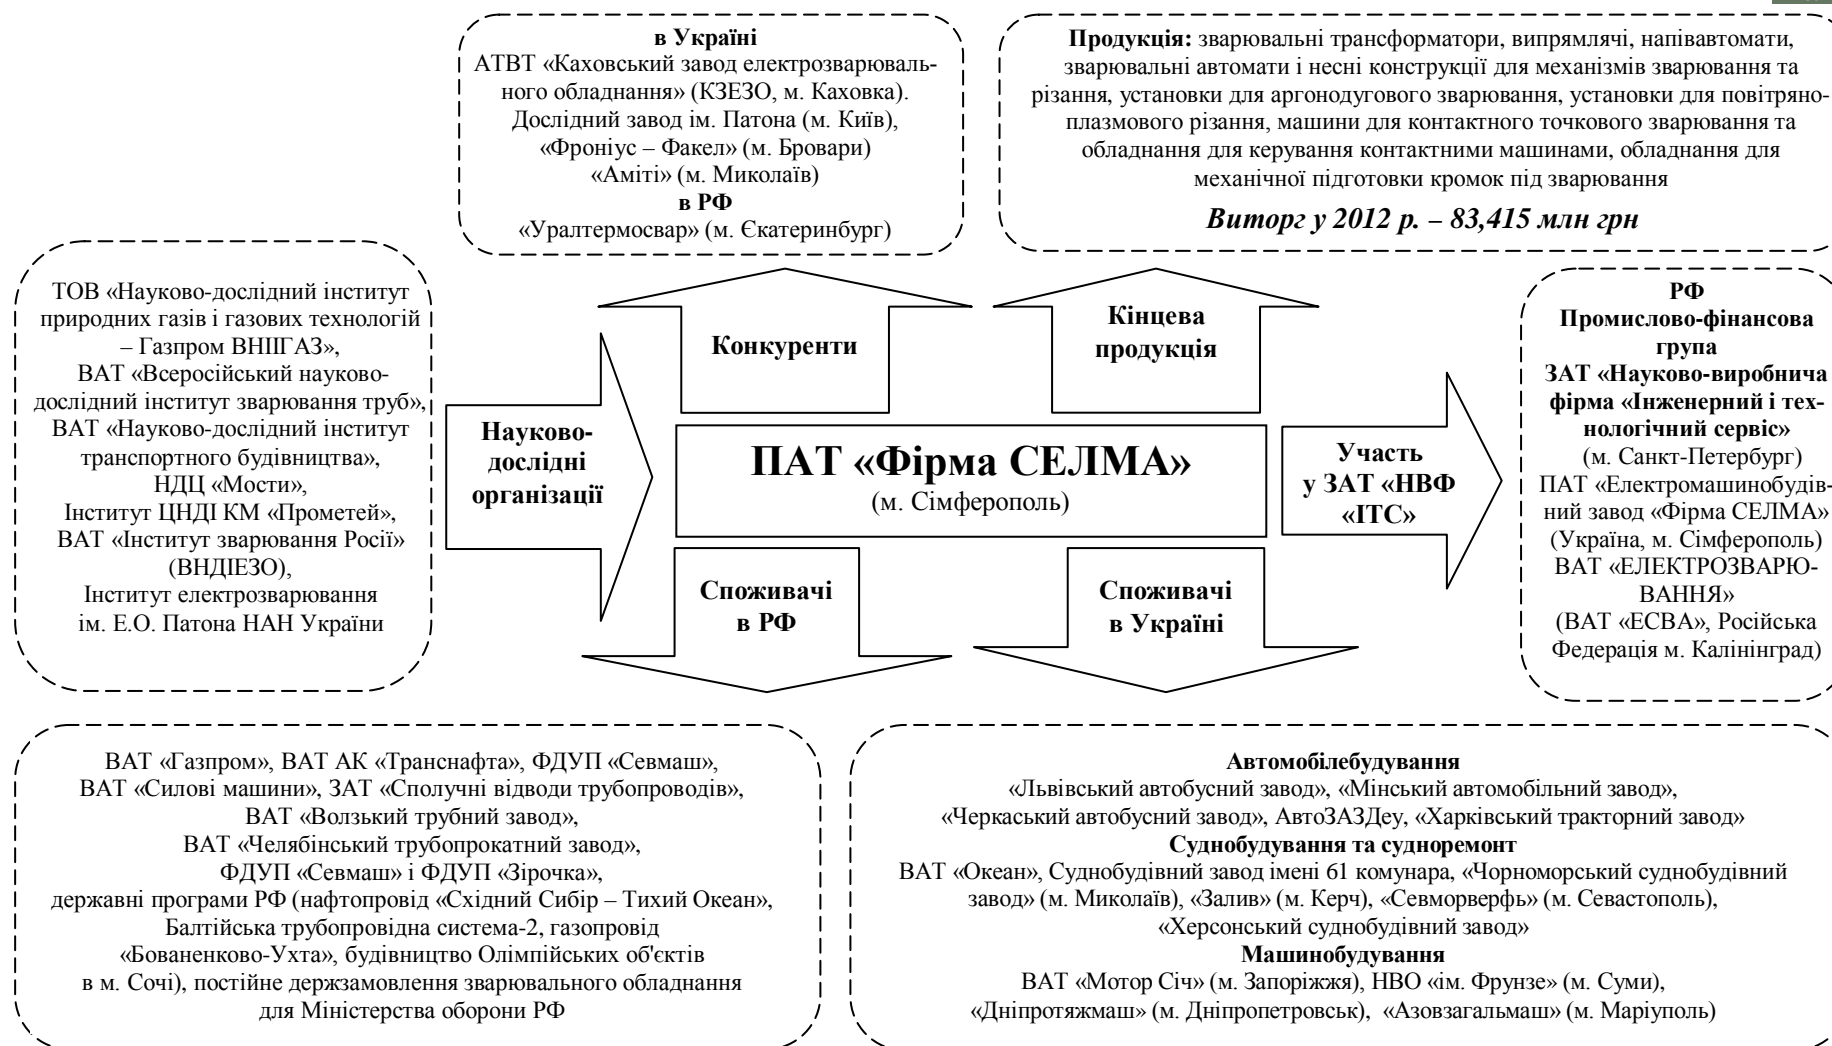 в Україні
АТВТ «Каховський завод електрозварюваль-
ного обладнання» (КЗЕЗО, м. Каховка).
Дослідний завод ім. Патона (м. Київ),
«Фроніус – Факел» (м. Бровари)
«Аміті» (м. Миколаїв)
в РФ
«Уралтермосвар» (м. Єкатеринбург)
Продукція: зварювальні трансформатори, випрямлячі, напівавтомати,
зварювальні автомати і несні конструкції для механізмів зварювання та
різання, установки для аргонодугового зварювання, установки для повітряно-
плазмового різання, машини для контактного точкового зварювання та
обладнання для керування контактними машинами, обладнання для
механічної підготовки кромок під зварювання
Виторг у 2012 р. – 83,415 млн грн
ТОВ «Науково-дослідний інститут
природних газів і газових технологій
– Газпром ВНІІГАЗ»,
ВАТ «Всеросійський науково-
дослідний інститут зварювання труб»,
ВАТ «Науково-дослідний інститут
транспортного будівництва»,
НДЦ «Мости»,
Інститут ЦНДІ КМ «Прометей»,
ВАТ «Інститут зварювання Росії»
(ВНДІЕЗО),
Інститут електрозварювання
ім. Е.О. Патона НАН України
Науково-
дослідні
організації
Конкуренти
Кінцева
продукція
ПАТ «Фірма СЕЛМА»
(м. Сімферополь)
Участь
у ЗАТ «НВФ
«ІТС»
РФ
Промислово-фінансова
група
ЗАТ «Науково-виробнича
фірма «Інженерний і тех-
нологічний сервіс»
(м. Санкт-Петербург)
ПАТ «Електромашинобудів-
ний завод «Фірма СЕЛМА»
(Україна, м. Сімферополь)
ВАТ «ЕЛЕКТРОЗВАРЮ-
ВАННЯ»
(ВАТ «ЕСВА», Російська
Федерація м. Калінінград)
Споживачі
в РФ
Споживачі
в Україні
ВАТ «Газпром», ВАТ АК «Транснафта», ФДУП «Севмаш»,
ВАТ «Силові машини», ЗАТ «Сполучні відводи трубопроводів»,
ВАТ «Волзький трубний завод»,
ВАТ «Челябінський трубопрокатний завод»,
ФДУП «Севмаш» і ФДУП «Зірочка»,
державні програми РФ (нафтопровід «Східний Сибір – Тихий Океан»,
Балтійська трубопровідна система-2, газопровід
«Бованенково-Ухта», будівництво Олімпійських об'єктів
в м. Сочі), постійне держзамовлення зварювального обладнання
для Міністерства оборони РФ
Автомобілебудування
«Львівський автобусний завод», «Мінський автомобільний завод»,
«Черкаський автобусний завод», АвтоЗАЗДеу, «Харківський тракторний завод»
Суднобудування та судноремонт
ВАТ «Океан», Суднобудівний завод імені 61 комунара, «Чорноморський суднобудівний
завод» (м. Миколаїв), «Залив» (м. Керч), «Севморверфь» (м. Севастополь),
«Херсонський суднобудівний завод»
Машинобудування
ВАТ «Мотор Січ» (м. Запоріжжя), НВО «ім. Фрунзе» (м. Суми),
«Дніпротяжмаш» (м. Дніпропетровськ), «Азовзагальмаш» (м. Маріуполь)